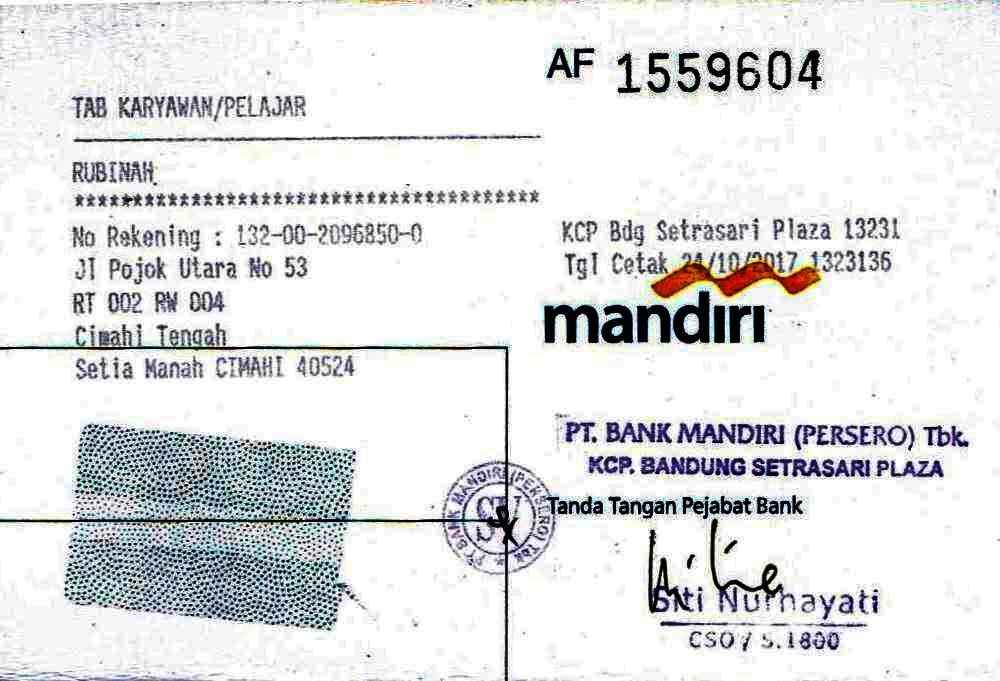 AF 1559604
TAB KARYAWAN/PELAJAR
RUBINAH
****************************************
No Rekening : 132-00-2096850-0
Jl Pojok Utara No 53
RT 002 RW 004
Cimahi Tengah
Setia Manah CIMAHI 40524
KCP Bdg Setrasari Plaza 13231
Tgl Cetak 24/10/2017 1323136
mandiri
PT. BANK MANDIRI (PERSERO) Tbk.
KCP. BANDUNG SETRASARI PLAZA
PT BANK MANDIRI (PERSERO) Tbk
Tanda Tangan Pejabat Bank
Siti Nurhayati
CSO / S.1800